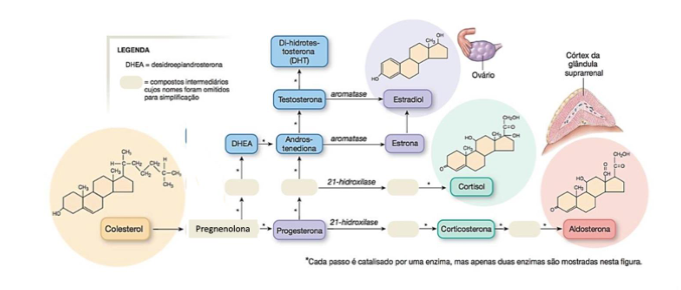 LEGENDA
DHEA = desidroepiandrosterona
= compostos intermediários
cujos nomes foram omitidos
para simplificação
Di-hidrotes-
tosterona
(DHT)
Testosterona
aromatase
Estradiol
Ovário
Córtex da
glândula
suprarrenal
DHEA
Andros-
tenediona
aromatase
Estrona
21-hidroxilase
Cortisol
Colesterol
Pregnenolona
Progesterona
21-hidroxilase
Corticosterona
Aldosterona
*Cada passo é catalisado por uma enzima, mas apenas duas enzimas são mostradas nesta figura.